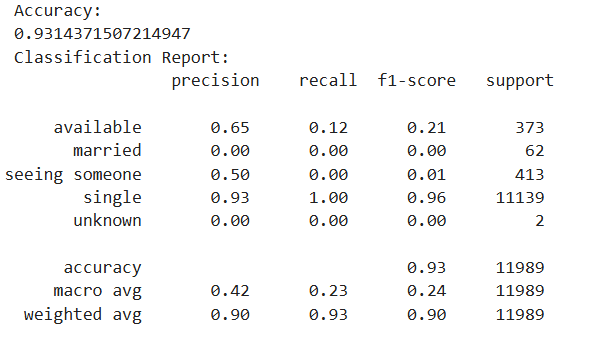 Accuracy:
0.9314371507214947
Classification Report:
precision recall f1-score support
available 0.65 0.12 0.21 373
married 0.00 0.00 0.00 62
seeing someone 0.50 0.00 0.01 413
single 0.93 1.00 0.96 11139
unknown 0.00 0.00 0.00 2
accuracy 0.93 11989
macro avg 0.42 0.23 0.24 11989
weighted avg 0.90 0.93 0.90 11989